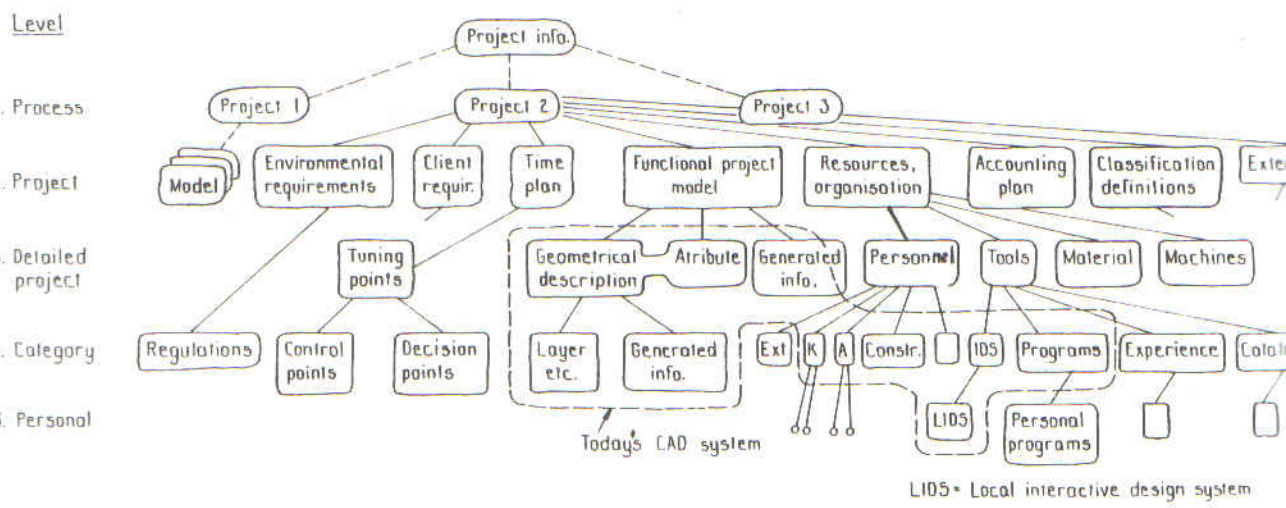 Level
Project info.
. Process
Project 1
Project 2
Project 3
. Project
Model
Environmental
requirements
Client
requir.
Time
plan
Functional project
model
Resources,
organisation
Accounting
plan
Classification
definitions
. Detailed
project
Tuning
points
Geometrical
description
Atribute
Generated
info.
Personnel
Tools
Material
Machines
. Category
Regulations
Control
points
Decision
points
Layer
etc.
Generated
info.
Ext
K
A
Constr.
IDS
Programs
Experience
. Personal
Today's CAD system
LIDS
Personal
programs
LIDS= Local interactive design system